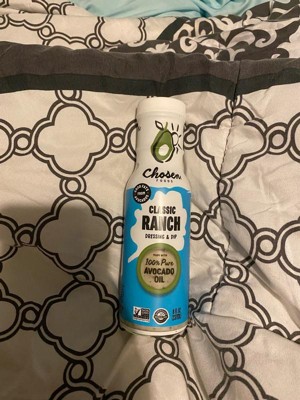 Chosen
FOODS
CLASSIC
RANCH
DRESSING & DIP
100% Pure
AVOCADO
OIL